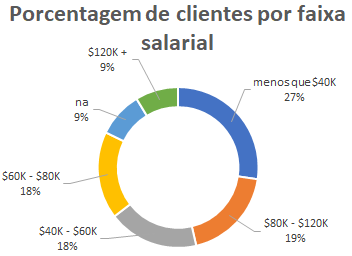 Porcentagem de clientes por faixa
salarial
$120K +
9%
menos que $40K
27%
na
9%
$60K - $80K
18%
$40K - $60K
18%
$80K - $120K
19%